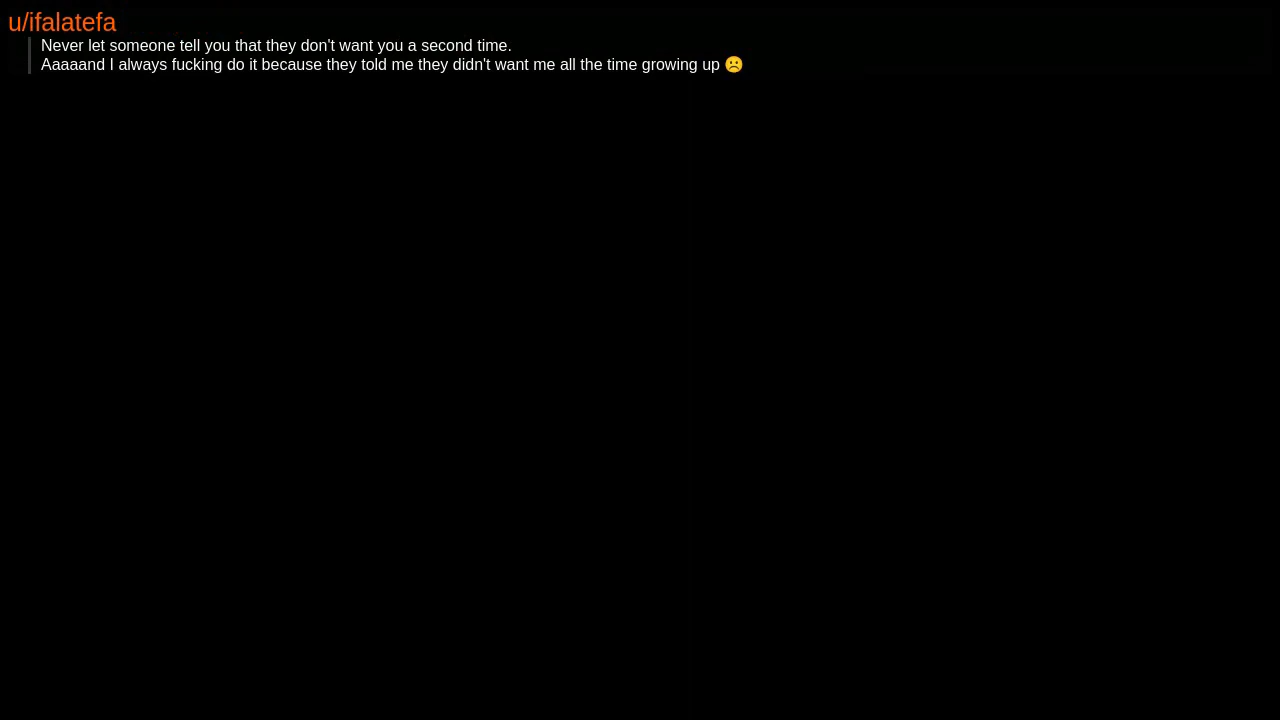 u/ifalatefa
Never let someone tell you that they don't want you a second time.
Aaaaand I always fucking do it because they told me they didn't want me all the time growing up ☹️